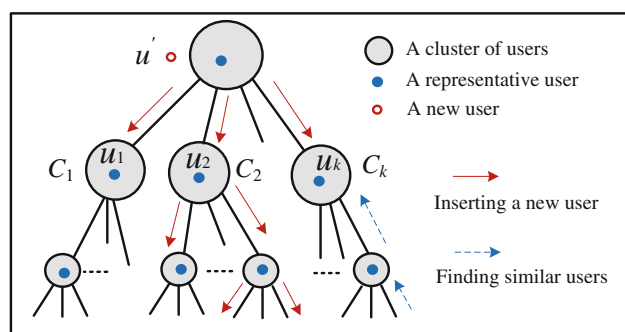 u'
A cluster of users
A representative user
A new user
C1 u1 u2 C2 uk Ck
Inserting a new user
Finding similar users